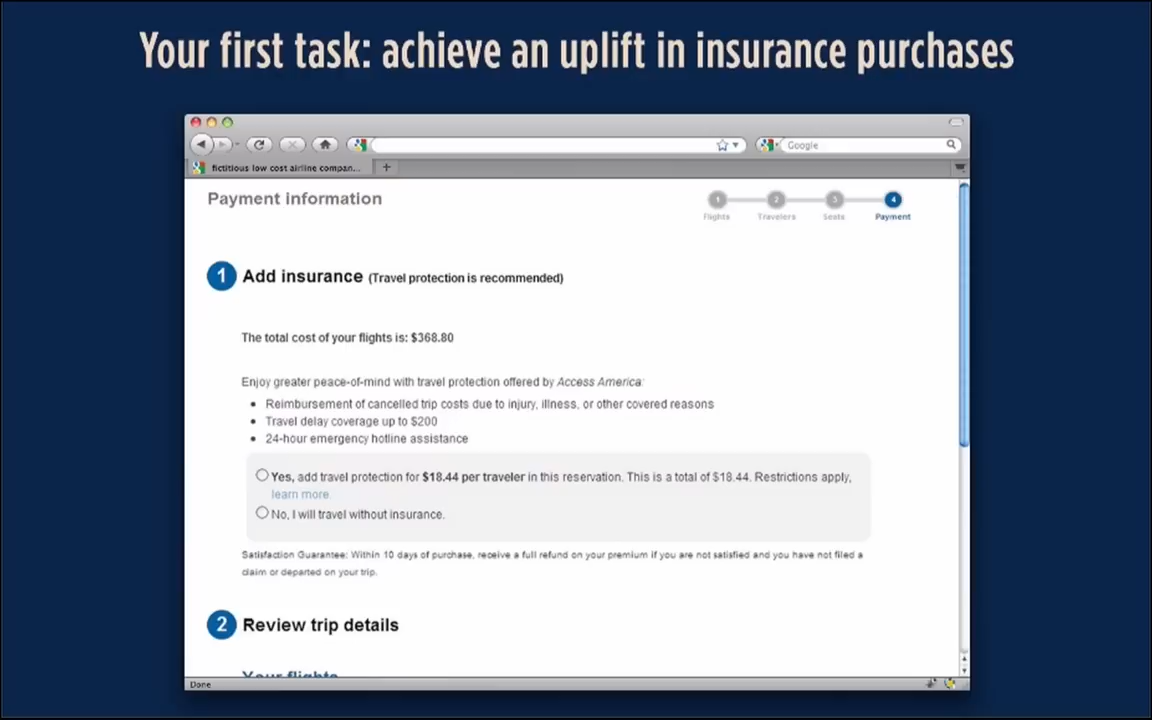 Your first task: achieve an uplift in insurance purchases
Google
fictitious low cost airline compan...
Payment information
1 2 3 4
Flights Travelers Seats Payment
1 Add insurance (Travel protection is recommended)
The total cost of your flights is: $368.80
Enjoy greater peace-of-mind with travel protection offered by Access America:
• Reimbursement of cancelled trip costs due to injury, illness, or other covered reasons
• Travel delay coverage up to $200
• 24-hour emergency hotline assistance
Yes, add travel protection for $18.44 per traveler in this reservation. This is a total of $18.44. Restrictions apply,
learn more.
No, I will travel without insurance.
Satisfaction Guarantee: Within 10 days of purchase, receive a full refund on your premium if you are not satisfied and you have not filed a
claim or departed on your trip.
2 Review trip details
Your flights
Done